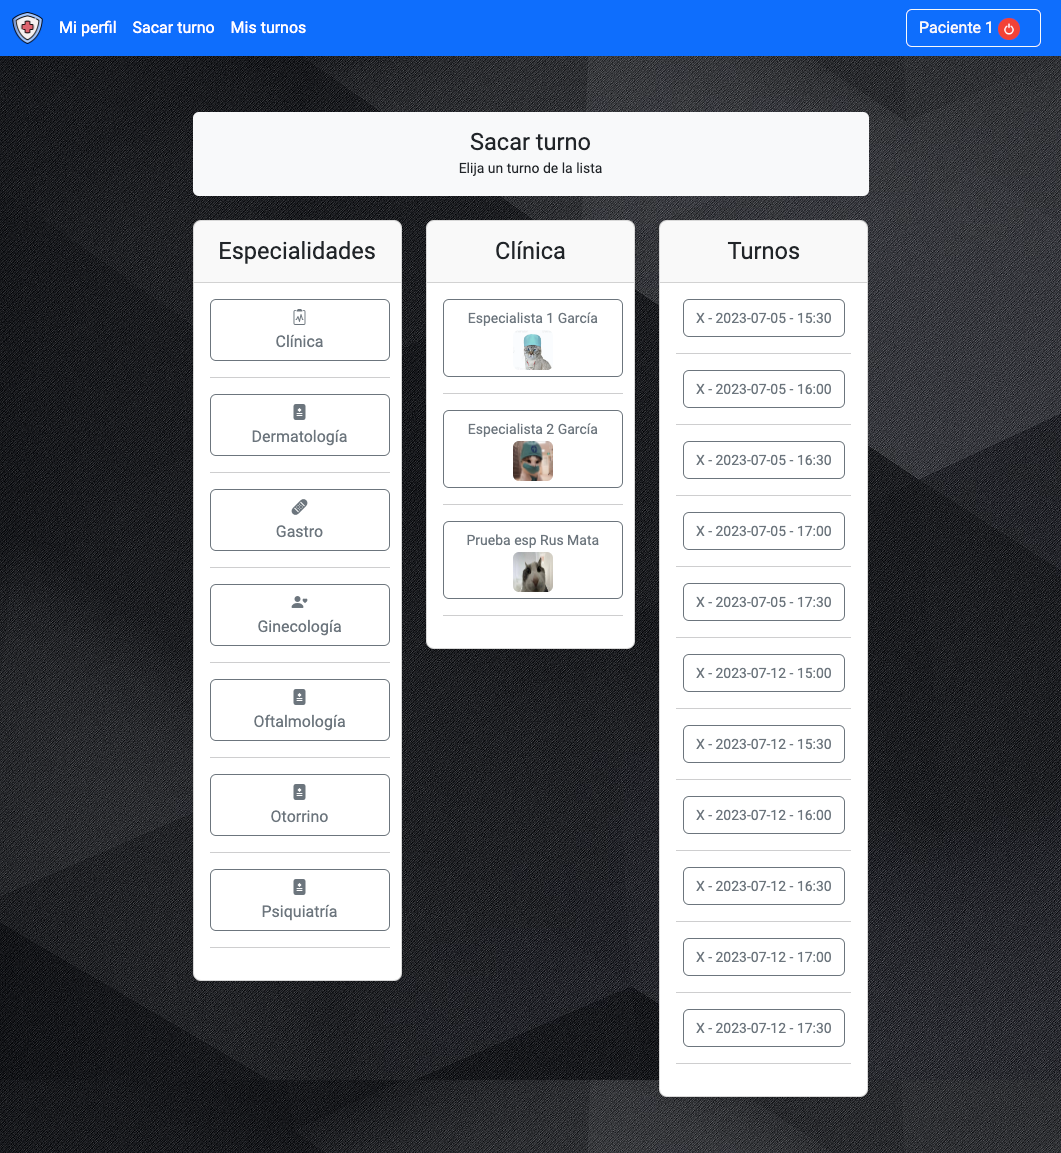 Mi perfil
Sacar turno
Mis turnos
Paciente 1
Sacar turno
Elija un turno de la lista
Especialidades
Clínica
Dermatología
Gastro
Ginecología
Oftalmología
Otorrino
Psiquiatría
Clínica
Especialista 1 García
Especialista 2 García
Prueba esp Rus Mata
Turnos
X - 2023-07-05 - 15:30
X - 2023-07-05 - 16:00
X - 2023-07-05 - 16:30
X - 2023-07-05 - 17:00
X - 2023-07-05 - 17:30
X - 2023-07-12 - 15:00
X - 2023-07-12 - 15:30
X - 2023-07-12 - 16:00
X - 2023-07-12 - 16:30
X - 2023-07-12 - 17:00
X - 2023-07-12 - 17:30